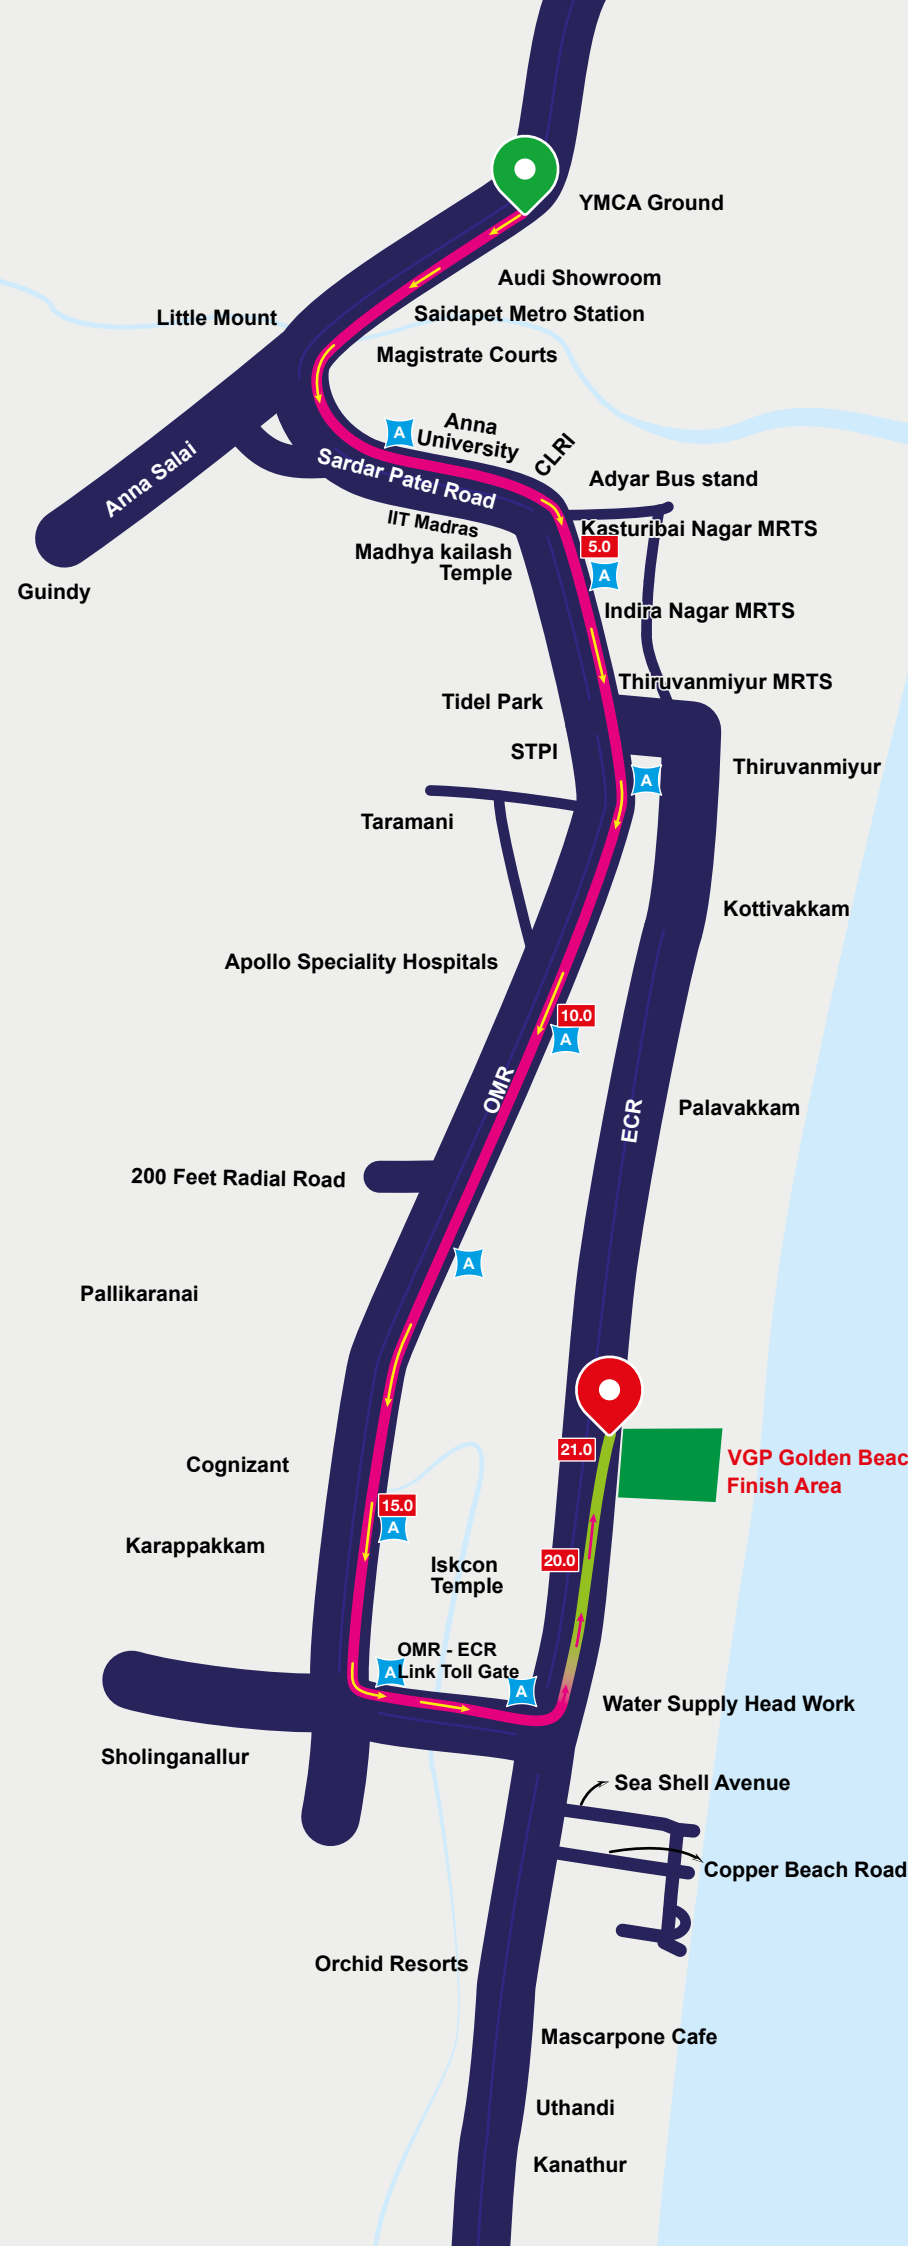 YMCA Ground
Audi Showroom
Saidapet Metro Station
Little Mount
Magistrate Courts
A
Anna
University
CLRI
Anna Salai
Sardar Patel Road
Adyar Bus stand
IIT Madras
Kasturibai Nagar MRTS
Madhya kailash
Temple
5.0
A
Guindy
Indira Nagar MRTS
Thiruvanmiyur MRTS
Tidel Park
STPI
Thiruvanmiyur
A
Taramani
Kottivakkam
Apollo Speciality Hospitals
10.0
A
OMR
ECR
Palavakkam
200 Feet Radial Road
A
Pallikaranai
21.0
VGP Golden Beac
Finish Area
Cognizant
15.0
A
Karappakkam
20.0
Iskcon
Temple
OMR - ECR
Link Toll Gate
A
A
Water Supply Head Work
Sholinganallur
Sea Shell Avenue
Copper Beach Road
Orchid Resorts
Mascarpone Cafe
Uthandi
Kanathur